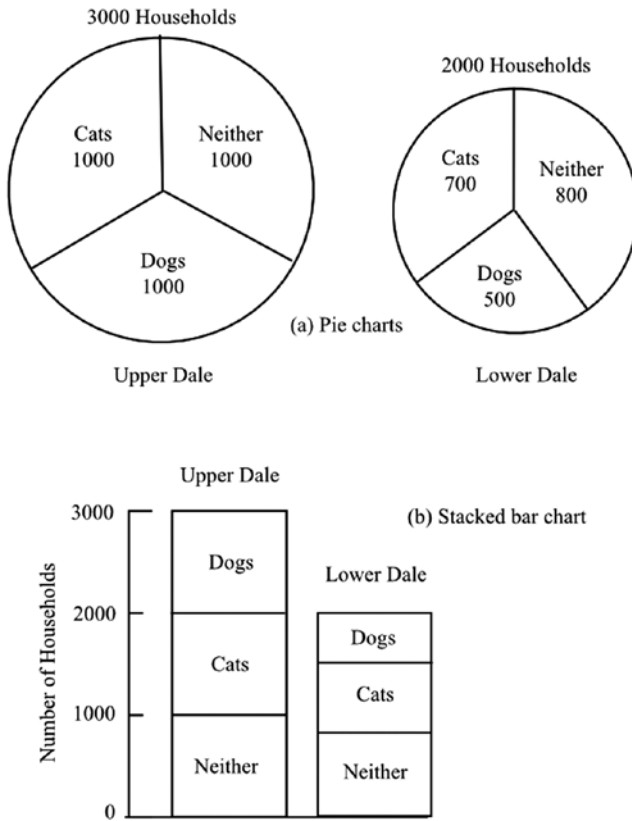 3000 Households
2000 Households
Cats
1000
Neither
1000
Dogs
1000
Cats
700
Neither
800
Dogs
500
(a) Pie charts
Upper Dale
Lower Dale
Upper Dale
(b) Stacked bar chart
Lower Dale
Number of Households
3000
2000
1000
0
Dogs
Cats
Neither
Dogs
Cats
Neither